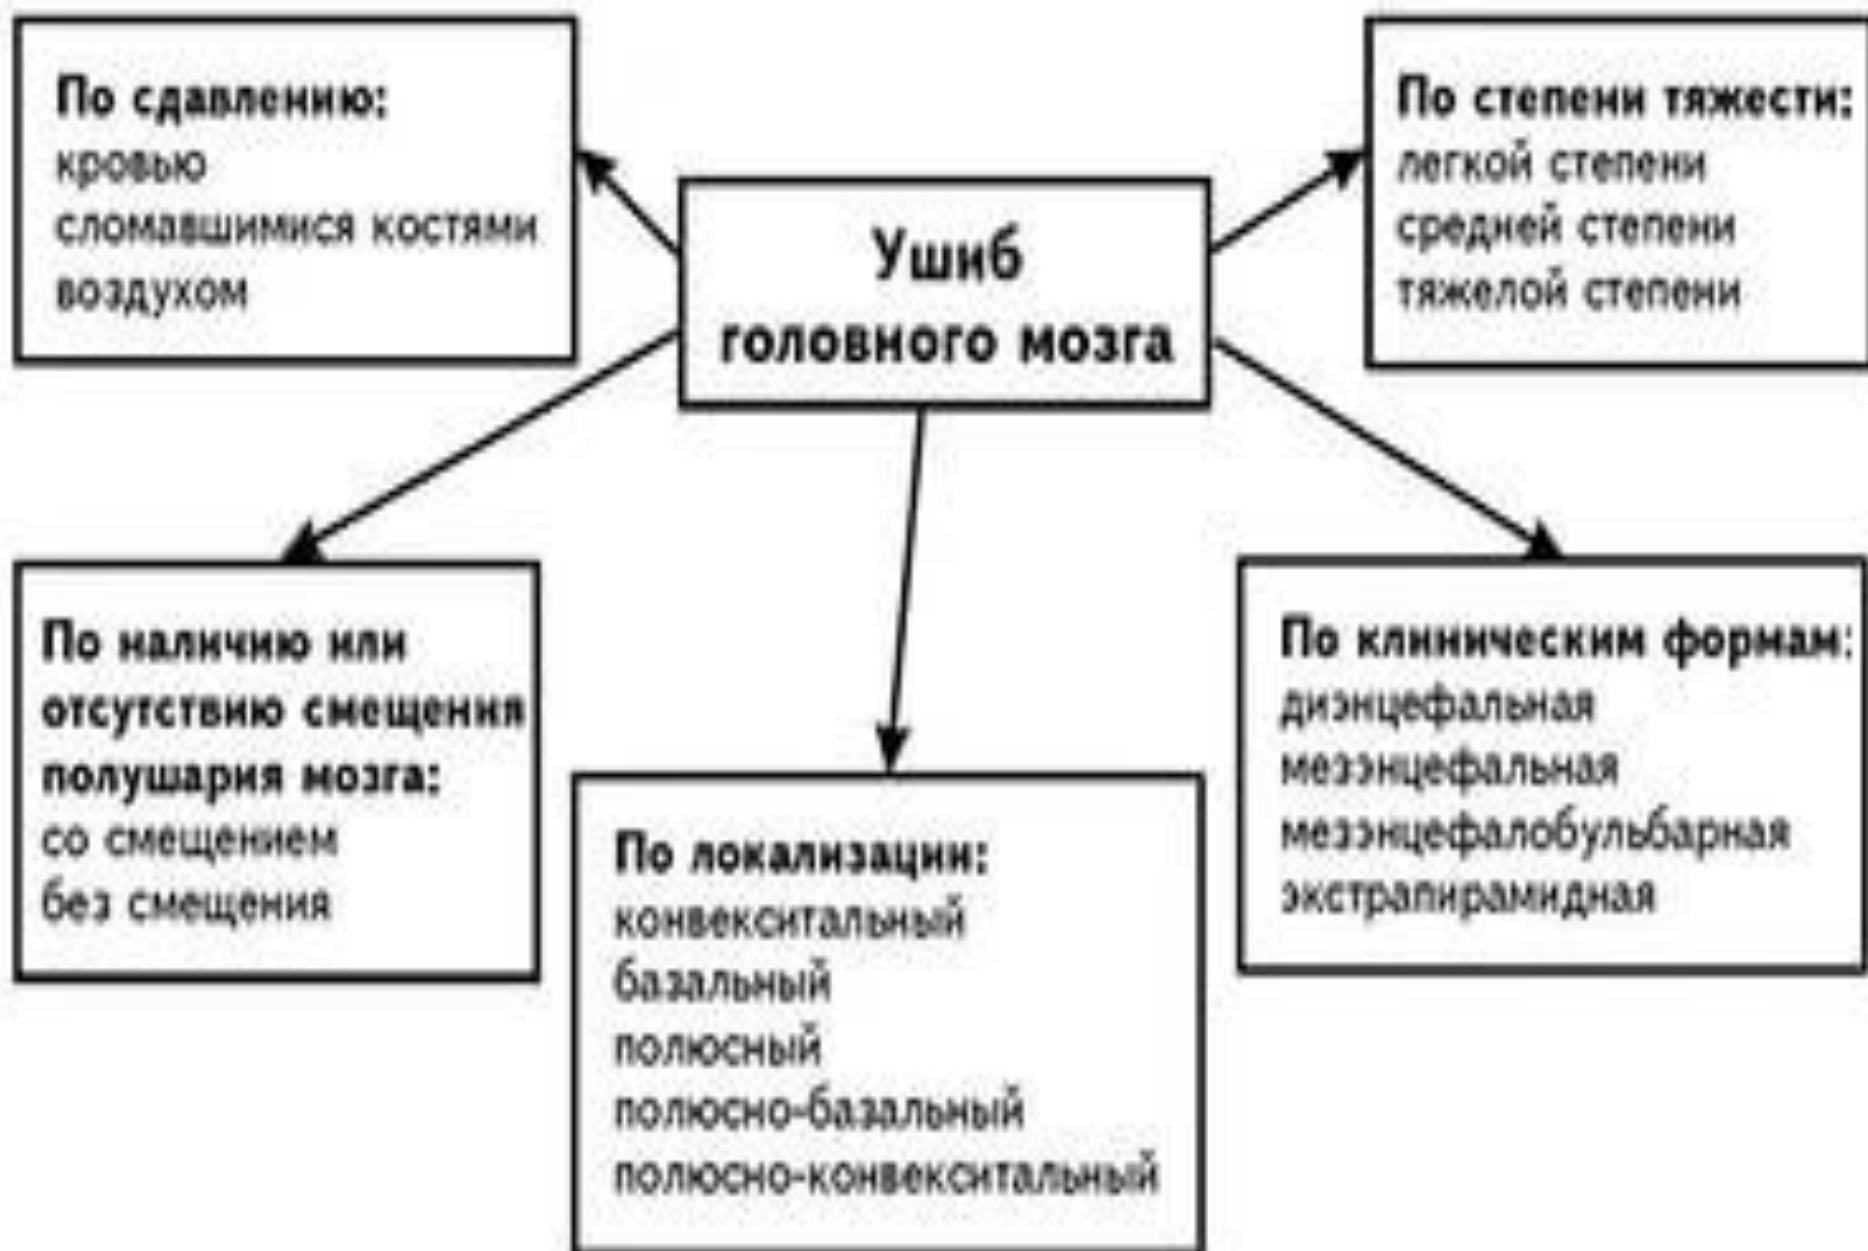 По сдавлению:
кровью
сломавшимися костями
воздухом
Ушиб
головного мозга
По степени тяжести:
легкой степени
средней степени
тяжелой степени
По наличию или
отсутствию смещения
полушария мозга:
со смещением
без смещения
По локализации:
конвекситальный
базальный
полюсный
полюсно-базальный
полюсно-конвекситальный
По клиническим формам:
диэнцефальная
мезэнцефальная
мезэнцефалобульбарная
экстрапирамидная